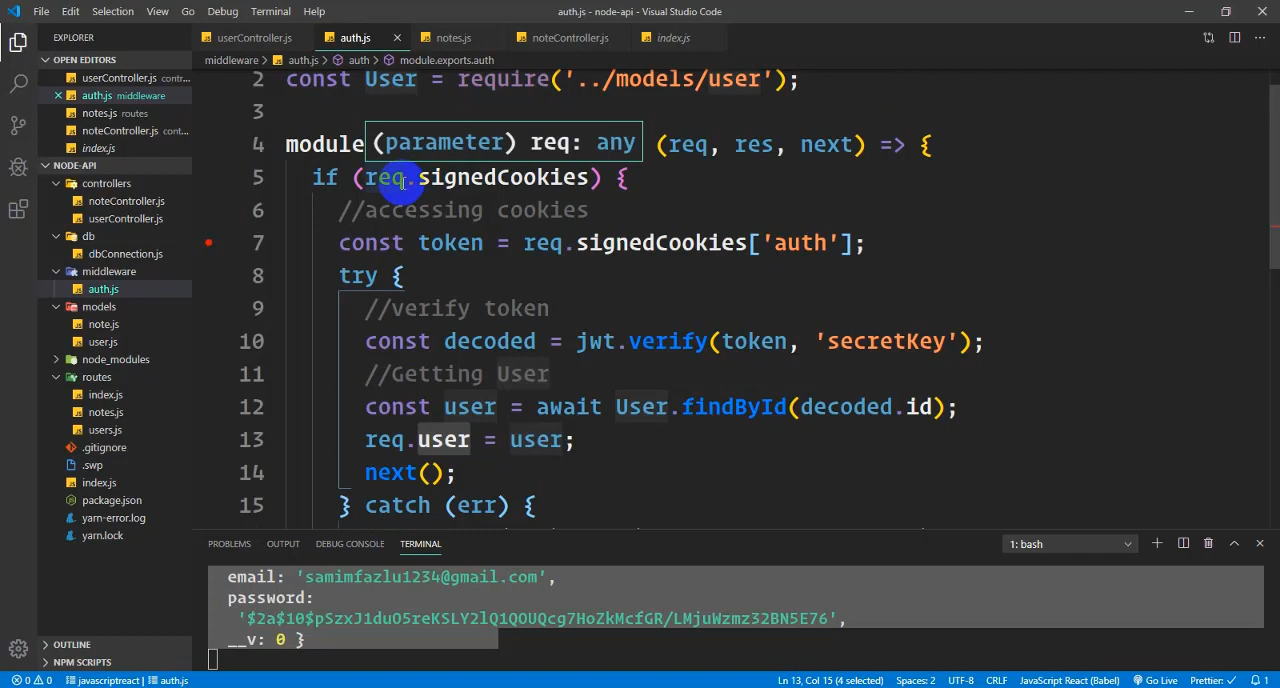 File Edit Selection View Go Debug Terminal Help auth.js - node-api - Visual Studio Code
EXPLORER
userController.js auth.js notes.js noteController.js index.js
middleware > auth.js > auth > module.exports.auth
OPEN EDITORS
userController.js contr...
auth.js middleware
notes.js routes
noteController.js cont...
index.js
NODE-API
controllers
noteController.js
userController.js
db
dbConnection.js
middleware
auth.js
models
note.js
user.js
node_modules
routes
index.js
notes.js
users.js
.gitignore
.swp
index.js
package.json
yarn-error.log
yarn.lock
OUTLINE
NPM SCRIPTS
2 const User = require('../models/user');
3
4 module (req, res, next) => {
(parameter) req: any
5 if (req.signedCookies) {
6 //accessing cookies
7 const token = req.signedCookies['auth'];
8 try {
9 //verify token
10 const decoded = jwt.verify(token, 'secretKey');
11 //Getting User
12 const user = await User.findById(decoded.id);
13 req.user = user;
14 next();
15 } catch (err) {
PROBLEMS OUTPUT DEBUG CONSOLE TERMINAL 1: bash
email: 'samimfazlu1234@gmail.com',
password:
'$2a$10$pSzxJ1duO5reKSLY2lQ1QOUQcg7HoZkMcfGR/LMjuWzmz32BN5E76',
__v: 0 }
0 0 javascriptreact auth.js Ln 13, Col 15 (4 selected) Spaces: 2 UTF-8 CRLF JavaScript React (Babel) Go Live Prettier: ✓ 1